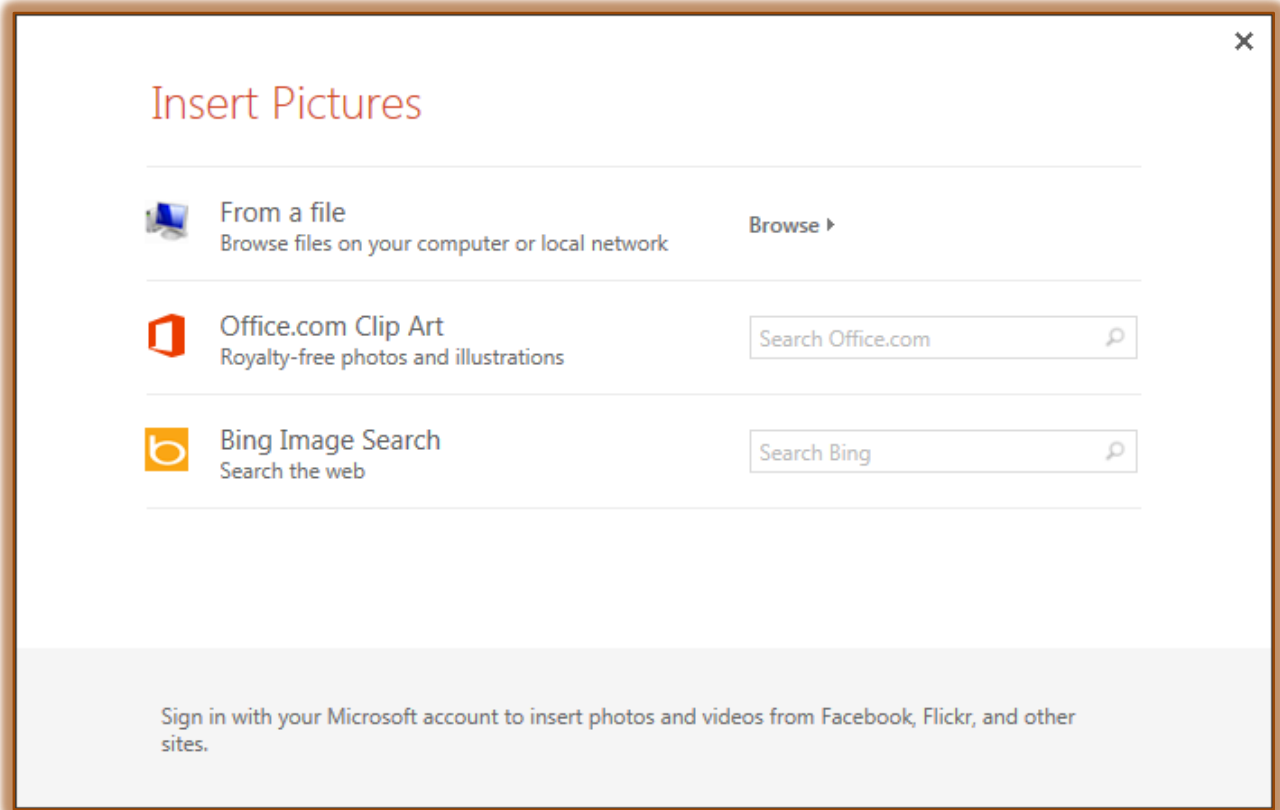 Insert Pictures
From a file
Browse files on your computer or local network
Browse
Office.com Clip Art
Royalty-free photos and illustrations
Search Office.com
Bing Image Search
Search the web
Search Bing
Sign in with your Microsoft account to insert photos and videos from Facebook, Flickr, and other
sites.